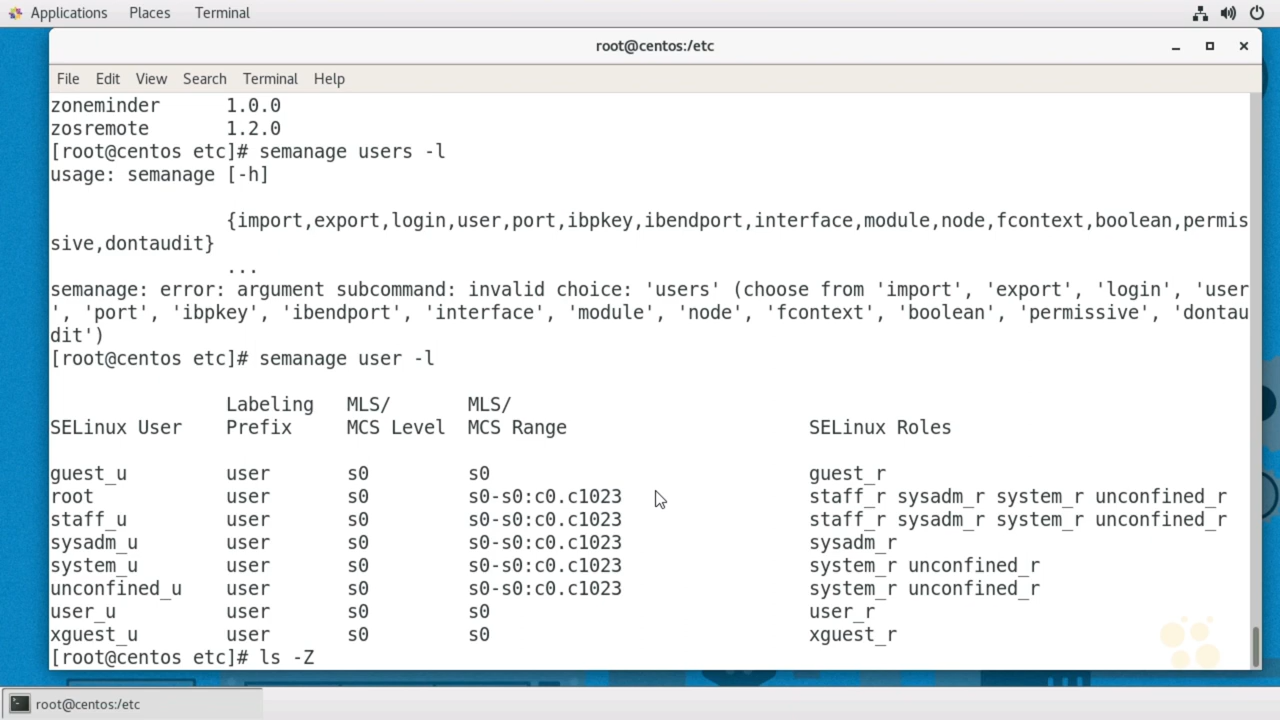 Applications Places Terminal
root@centos:/etc
File Edit View Search Terminal Help
zoneminder 1.0.0
zosremote 1.2.0
[root@centos etc]# semanage users -l
usage: semanage [-h]
{import,export,login,user,port,ibpkey,ibendport,interface,module,node,fcontext,boolean,permis
sive,dontaudit}
...
semanage: error: argument subcommand: invalid choice: 'users' (choose from 'import', 'export', 'login', 'user
', 'port', 'ibpkey', 'ibendport', 'interface', 'module', 'node', 'fcontext', 'boolean', 'permissive', 'dontau
dit')
[root@centos etc]# semanage user -l
Labeling MLS/ MLS/
SELinux User Prefix MCS Level MCS Range SELinux Roles
guest_u user s0 s0 guest_r
root user s0 s0-s0:c0.c1023 staff_r sysadm_r system_r unconfined_r
staff_u user s0 s0-s0:c0.c1023 staff_r sysadm_r system_r unconfined_r
sysadm_u user s0 s0-s0:c0.c1023 sysadm_r
system_u user s0 s0-s0:c0.c1023 system_r unconfined_r
unconfined_u user s0 s0-s0:c0.c1023 system_r unconfined_r
user_u user s0 s0 user_r
xguest_u user s0 s0 xguest_r
[root@centos etc]# ls -Z
root@centos:/etc